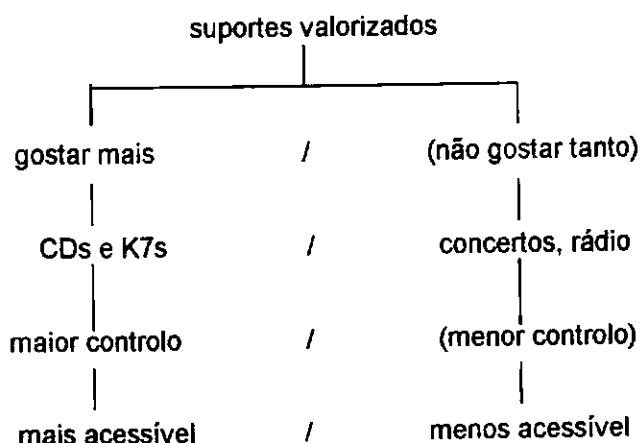 suportes valorizados
gostar mais / (não gostar tanto)
CDs e K7s / concertos, rádio
maior controlo / (menor controlo)
mais acessível / menos acessível